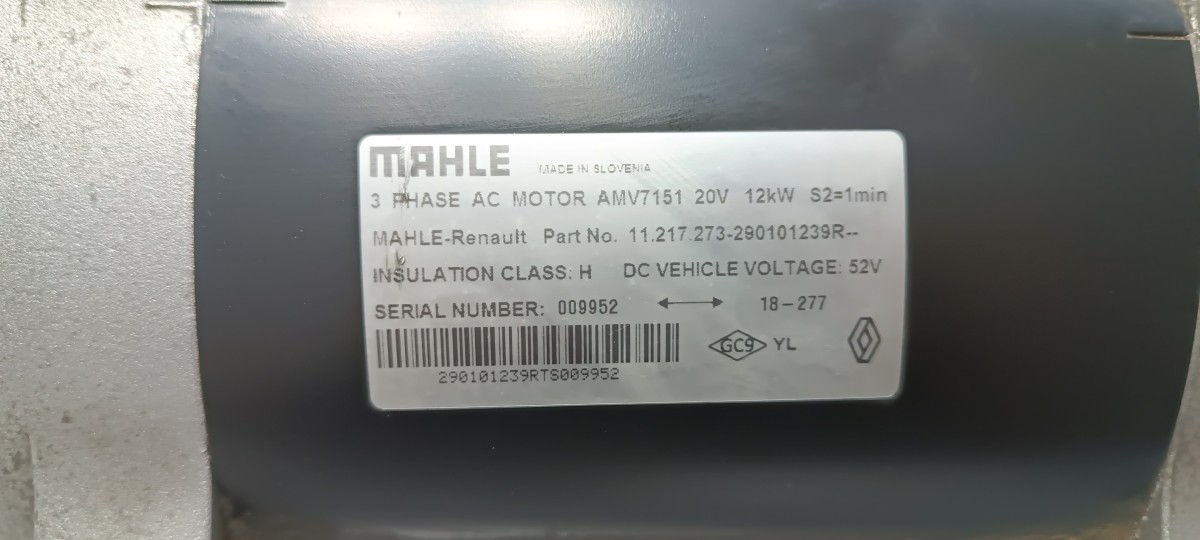 MAHLE MADE IN SLOVENIA
3 PHASE AC MOTOR AMV7151 20V 12kW S2=1min
MAHLE-Renault Part No. 11.217.273-290101239R--
INSULATION CLASS: H DC VEHICLE VOLTAGE: 52V
SERIAL NUMBER: 009952 18-277
GC9 YL
290101239RTS009952